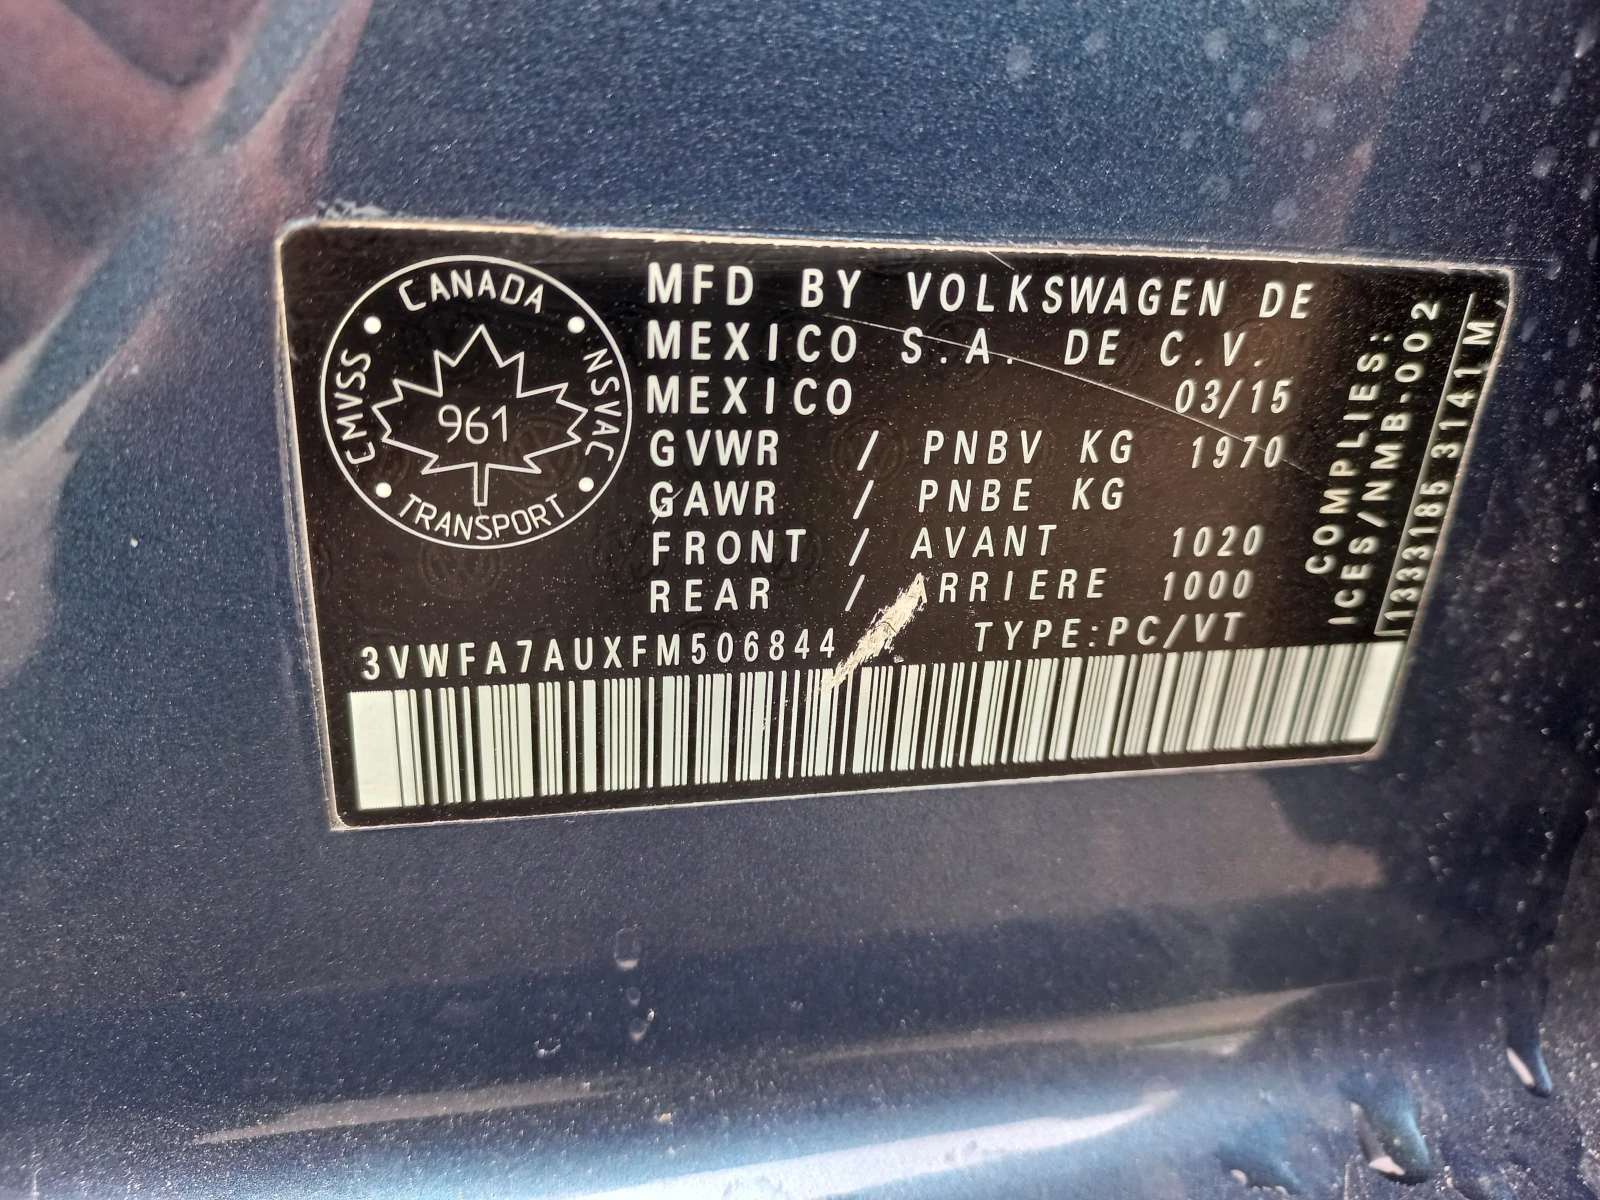 CANADA
CMVSS
NSVAC
961
TRANSPORT
MFD BY VOLKSWAGEN DE
MEXICO S.A. DE C.V.
MEXICO 03/15
GVWR / PNBV KG 1970
GAWR / PNBE KG
FRONT / AVANT 1020
REAR / ARRIERE 1000
3VWFA7AUXFM506844 TYPE:PC/VT
COMPLIES:
ICES/NMB-002
1333185 3141 M